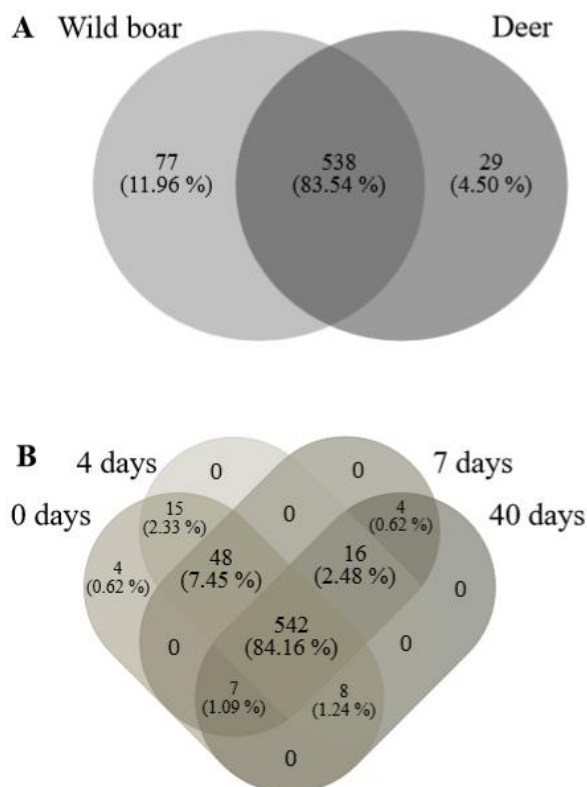 A Wild boar Deer
77 538 29
(11.96 %) (83.54 %) (4.50 %)
B 4 days 7 days
0 days 40 days
0 0
15 0 4
(2.33 %) (0.62 %)
4 48 16 0
(0.62 %) (7.45 %) (2.48 %)
0 542 0
(84.16 %)
7 8
(1.09 %) (1.24 %)
0